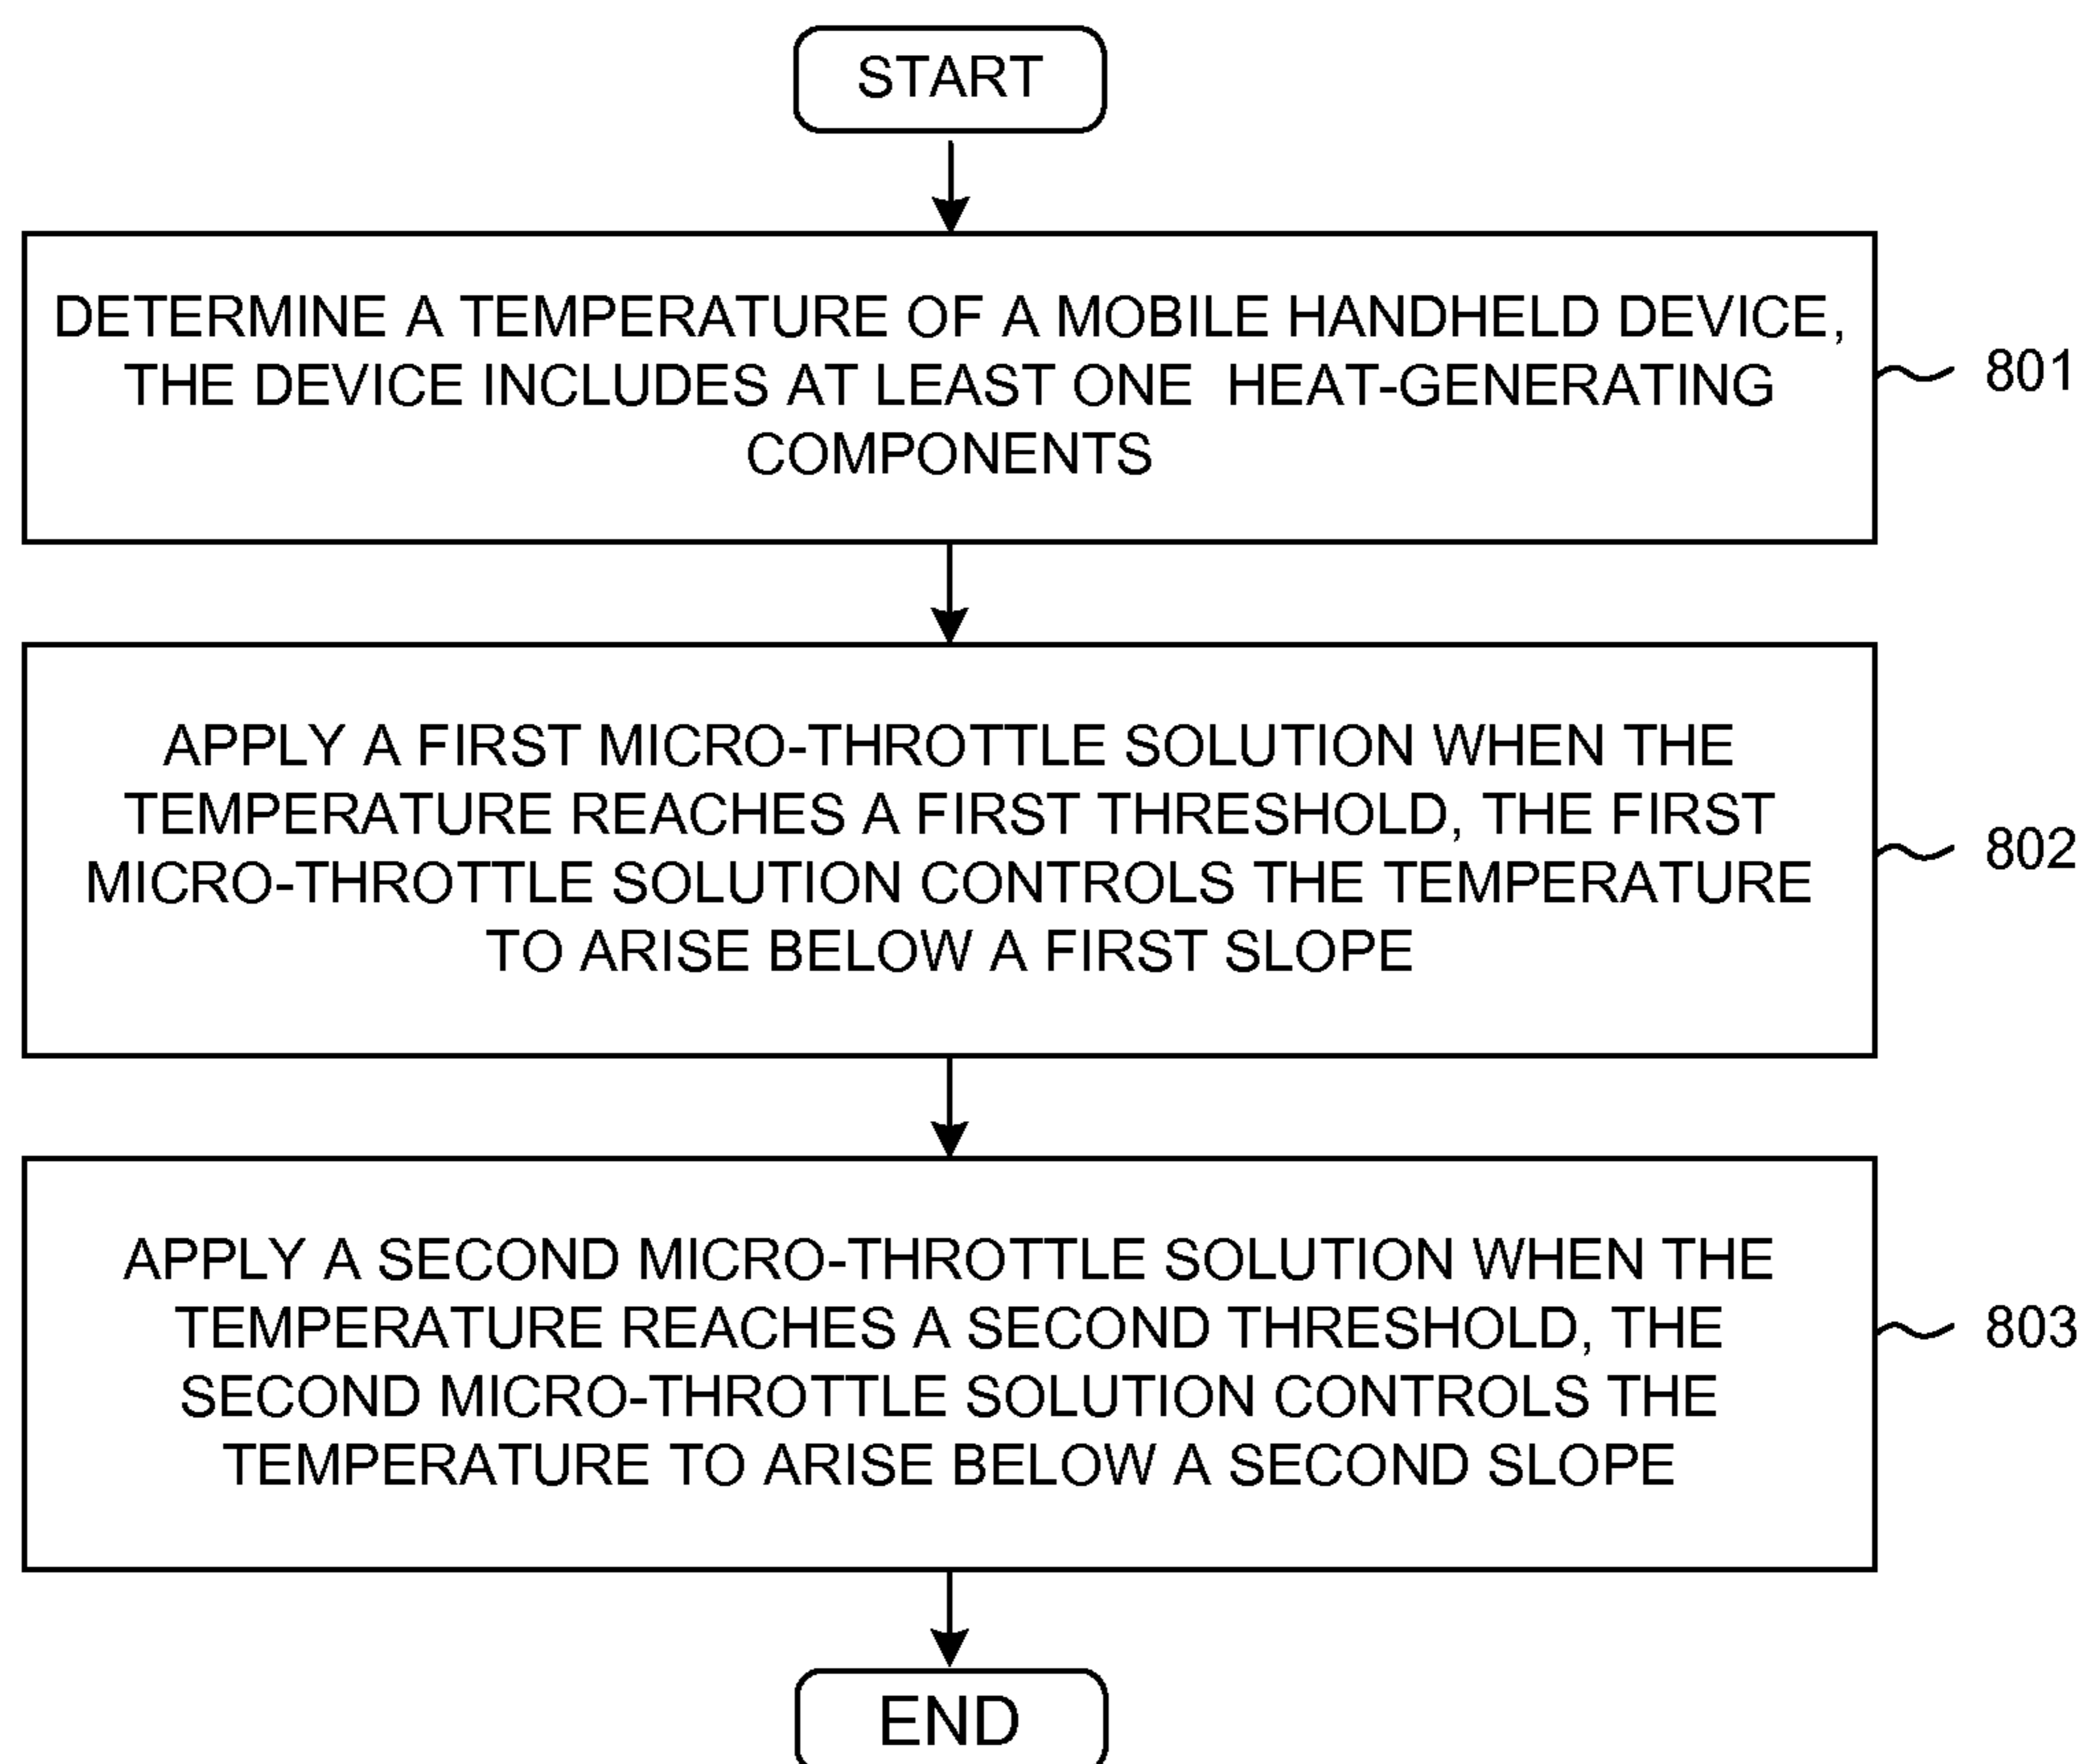 START
DETERMINE A TEMPERATURE OF A MOBILE HANDHELD DEVICE,
THE DEVICE INCLUDES AT LEAST ONE HEAT-GENERATING
COMPONENTS
801
APPLY A FIRST MICRO-THROTTLE SOLUTION WHEN THE
TEMPERATURE REACHES A FIRST THRESHOLD, THE FIRST
MICRO-THROTTLE SOLUTION CONTROLS THE TEMPERATURE
TO ARISE BELOW A FIRST SLOPE
802
APPLY A SECOND MICRO-THROTTLE SOLUTION WHEN THE
TEMPERATURE REACHES A SECOND THRESHOLD, THE
SECOND MICRO-THROTTLE SOLUTION CONTROLS THE
TEMPERATURE TO ARISE BELOW A SECOND SLOPE
803
END